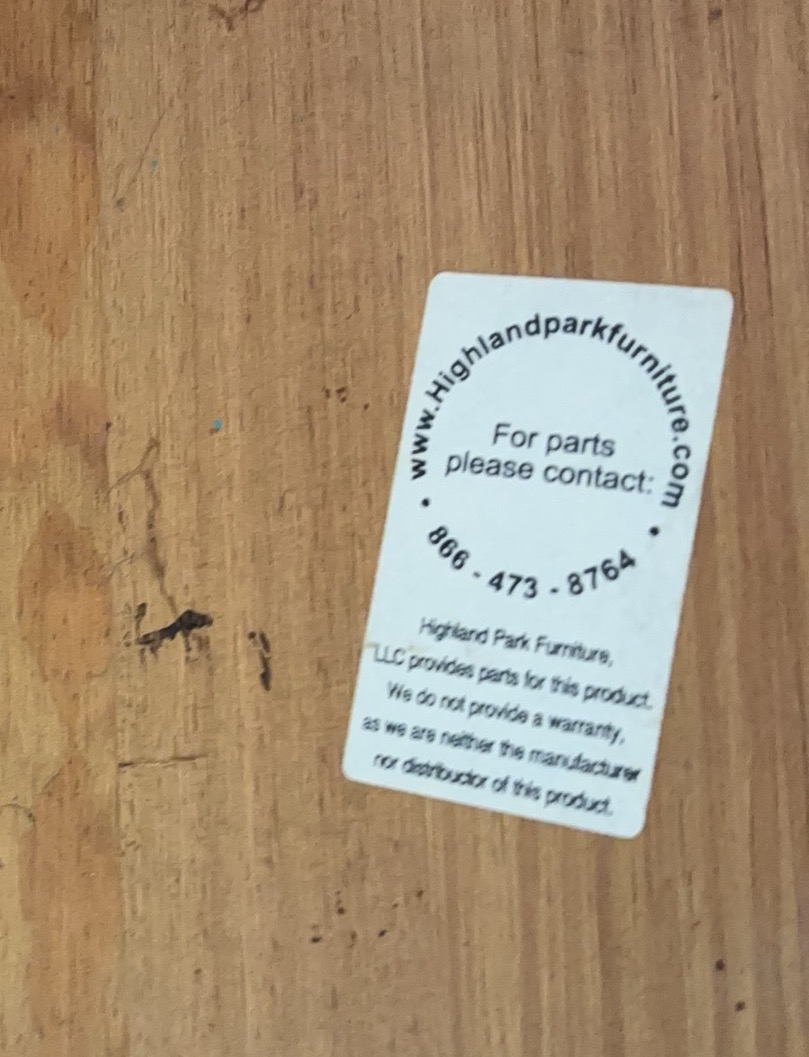 www.Highlandparkfurniture.com
For parts
please contact:
• 866 - 473 - 8764 •
Highland Park Furniture,
LLC provides parts for this product.
We do not provide a warranty,
as we are neither the manufacturer
nor distribuctor of this product.